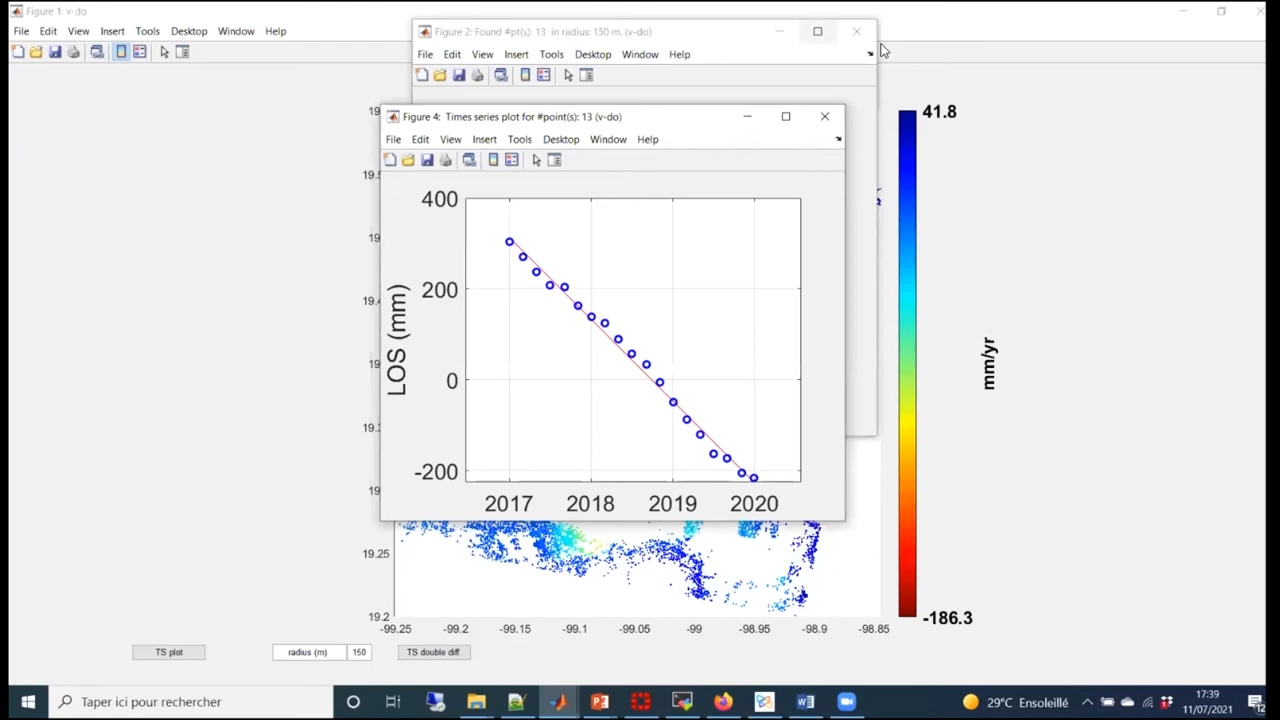 Figure 1: v-do
File Edit View Insert Tools Desktop Window Help
Figure 2: Found #pt(s): 13 in radius: 150 m. (v-do)
File Edit View Insert Tools Desktop Window Help
Figure 4: Times series plot for #point(s): 13 (v-do)
File Edit View Insert Tools Desktop Window Help
400
200
0
-200
LOS (mm)
2017 2018 2019 2020
41.8
mm/yr
-186.3
19.25
19.2
-99.25 -99.2 -99.15 -99.1 -99.05 -99 -98.95 -98.9 -98.85
TS plot radius (m) 150 TS double diff
Taper ici pour rechercher
29°C Ensoleillé
17:39
11/07/2021
12